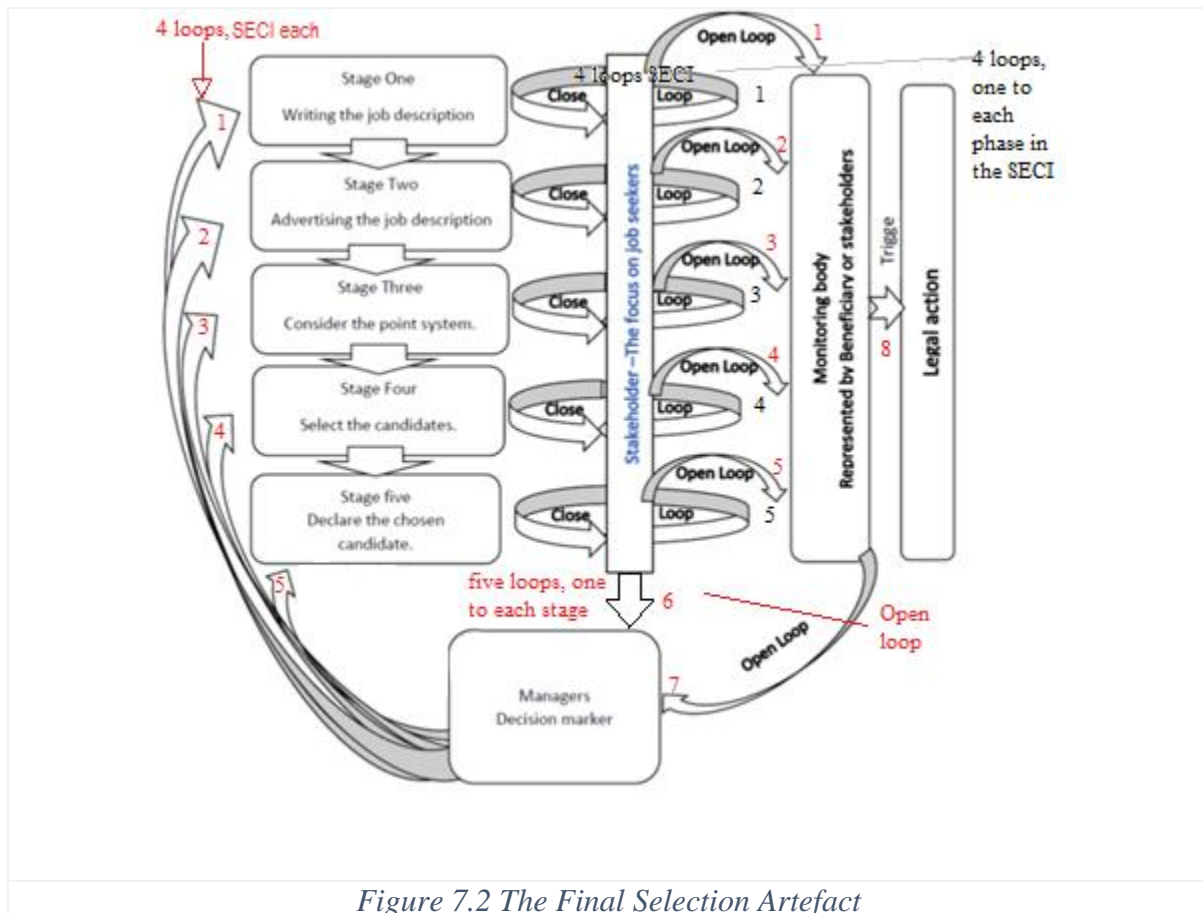 4 loops, SECI each
Open Loop
1
4 loops,
one to
each
phase in
the SECI
Stage One
Writing the job description
1
4 loops SECI
Close
Loop
1
Open Loop
2
Stage Two
Advertising the job description
2
Close
Loop
2
Open Loop
3
Stage Three
Consider the point system.
3
Close
Loop
3
Open Loop
4
Stage Four
Select the candidates.
4
Close
Loop
4
Open Loop
5
Stage five
Declare the chosen
candidate.
5
Close
Loop
5
Stakeholder –The focus on job seekers
Monitoring body
Represented by Beneficiary or stakeholders
Trigge
8
Legal action
five loops, one
to each stage
6
Open
loop
Open Loop
7
Managers
Decision marker
Figure 7.2 The Final Selection Artefact